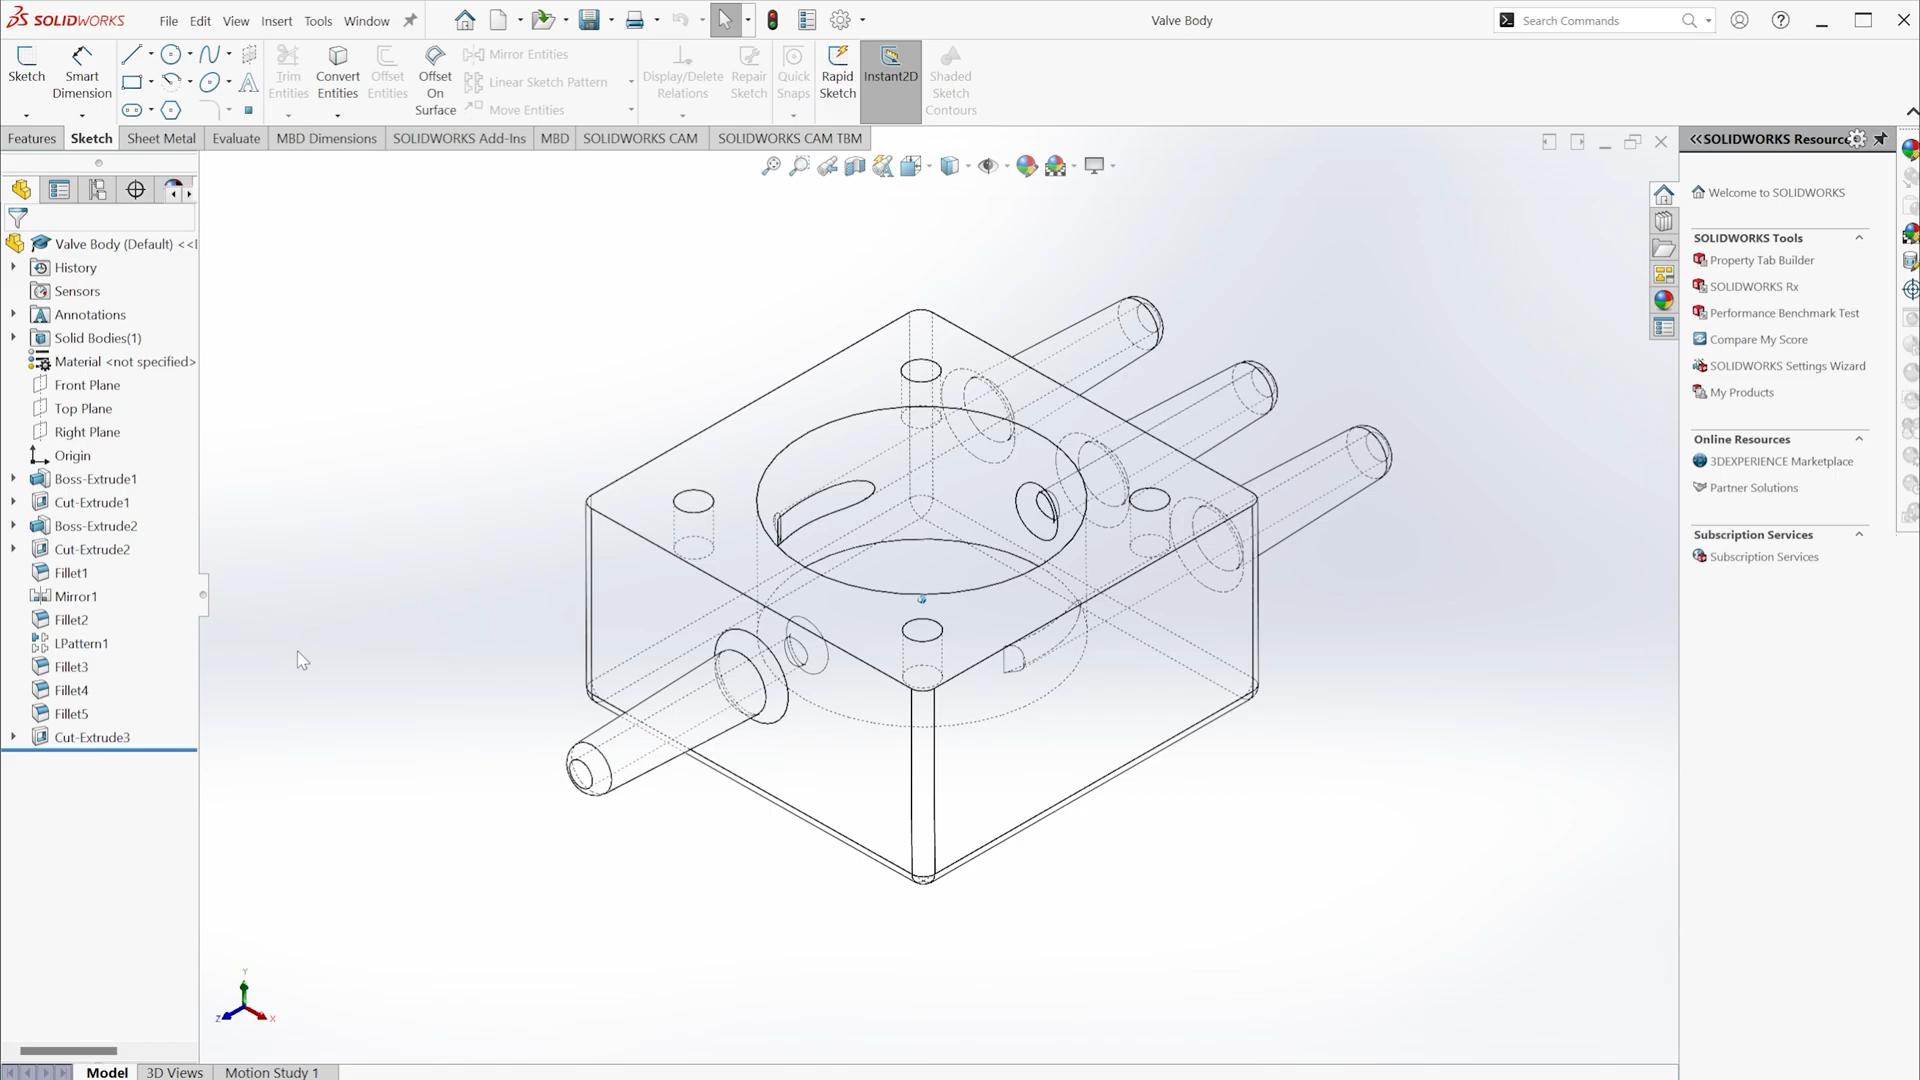 SOLIDWORKS
File Edit View Insert Tools Window
Valve Body
Search Commands
Sketch
Smart Dimension
Trim Entities
Convert Entities
Offset Entities
Offset On Surface
Mirror Entities
Linear Sketch Pattern
Move Entities
Display/Delete Relations
Repair Sketch
Quick Snaps
Rapid Sketch
Instant2D
Shaded Sketch Contours
Features Sketch Sheet Metal Evaluate MBD Dimensions SOLIDWORKS Add-Ins MBD SOLIDWORKS CAM SOLIDWORKS CAM TBM
Valve Body (Default) <<
History
Sensors
Annotations
Solid Bodies(1)
Material <not specified>
Front Plane
Top Plane
Right Plane
Origin
Boss-Extrude1
Cut-Extrude1
Boss-Extrude2
Cut-Extrude2
Fillet1
Mirror1
Fillet2
LPattern1
Fillet3
Fillet4
Fillet5
Cut-Extrude3
Y
Z X
Model 3D Views Motion Study 1
SOLIDWORKS Resource
Welcome to SOLIDWORKS
SOLIDWORKS Tools
Property Tab Builder
SOLIDWORKS Rx
Performance Benchmark Test
Compare My Score
SOLIDWORKS Settings Wizard
My Products
Online Resources
3DEXPERIENCE Marketplace
Partner Solutions
Subscription Services
Subscription Services